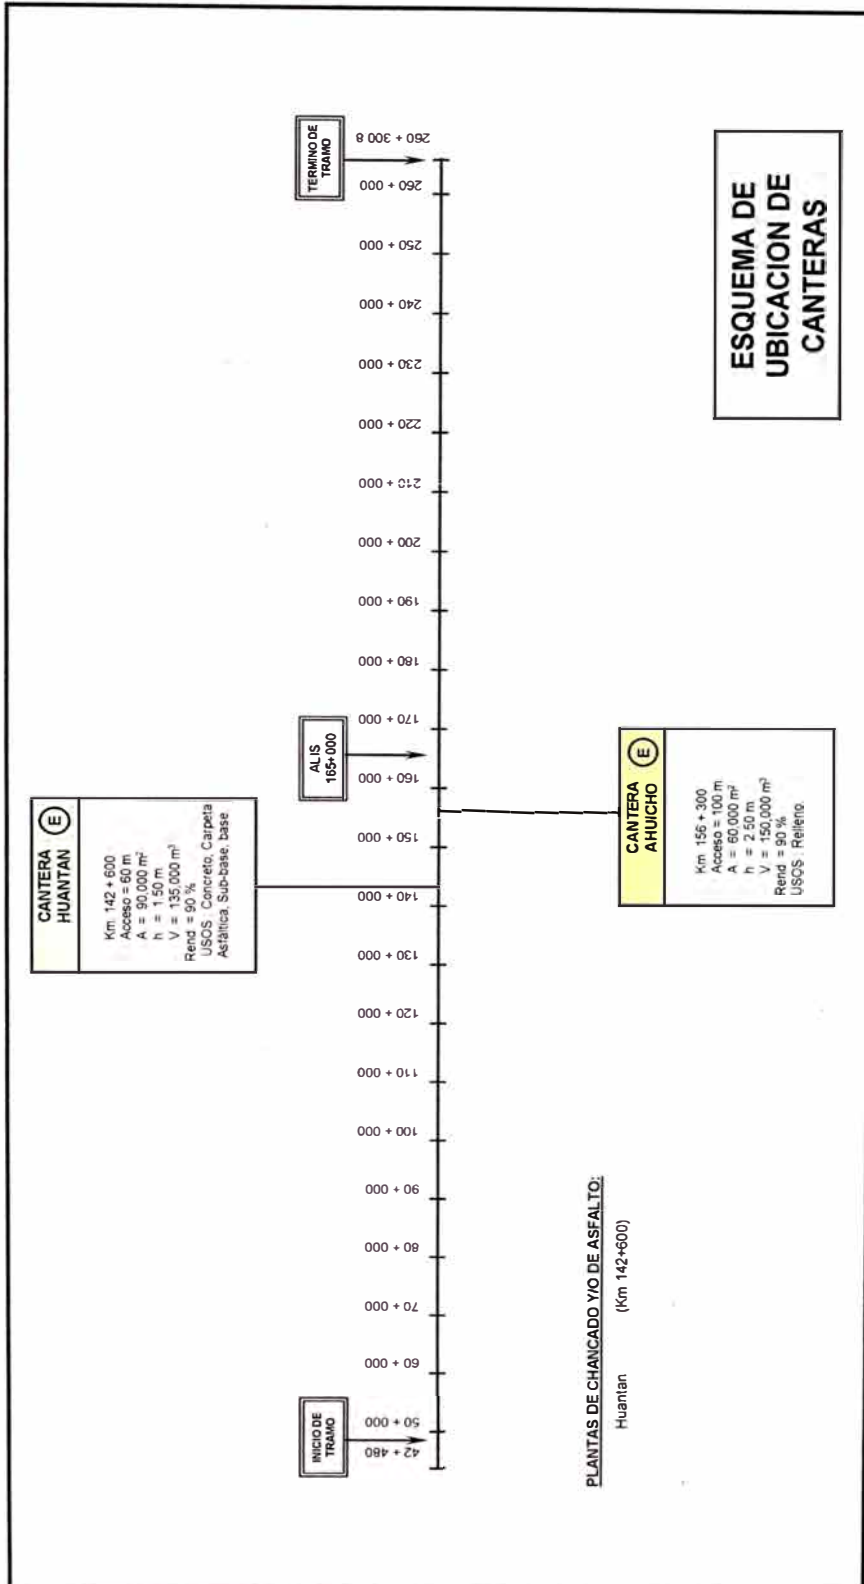 CANTERA
HUANTAN
E
Km. 142 + 600
Acceso = 60 m
A = 90,000 m²
h = 1.50 m
V = 135,000 m³
Rend = 90 %
USOS : Concreto, Carpeta
Asfáltica, Sub-base, base
INICIO DE
TRAMO
ALIS
165+000
TERMINO DE
TRAMO
42 + 480
50 + 000
60 + 000
70 + 000
80 + 000
90 + 000
100 + 000
110 + 000
120 + 000
130 + 000
140 + 000
150 + 000
160 + 000
170 + 000
180 + 000
190 + 000
200 + 000
210 + 000
220 + 000
230 + 000
240 + 000
250 + 000
260 + 000
260 + 300 8
PLANTAS DE CHANCADO Y/O DE ASFALTO:
Huantan (Km 142+600)
CANTERA
AHUICHO
E
Km 156 + 300
Acceso = 100 m
A = 60,000 m²
h = 2.50 m
V = 150,000 m³
Rend = 90 %
USOS : Relleno.
ESQUEMA DE
UBICACION DE
CANTERAS